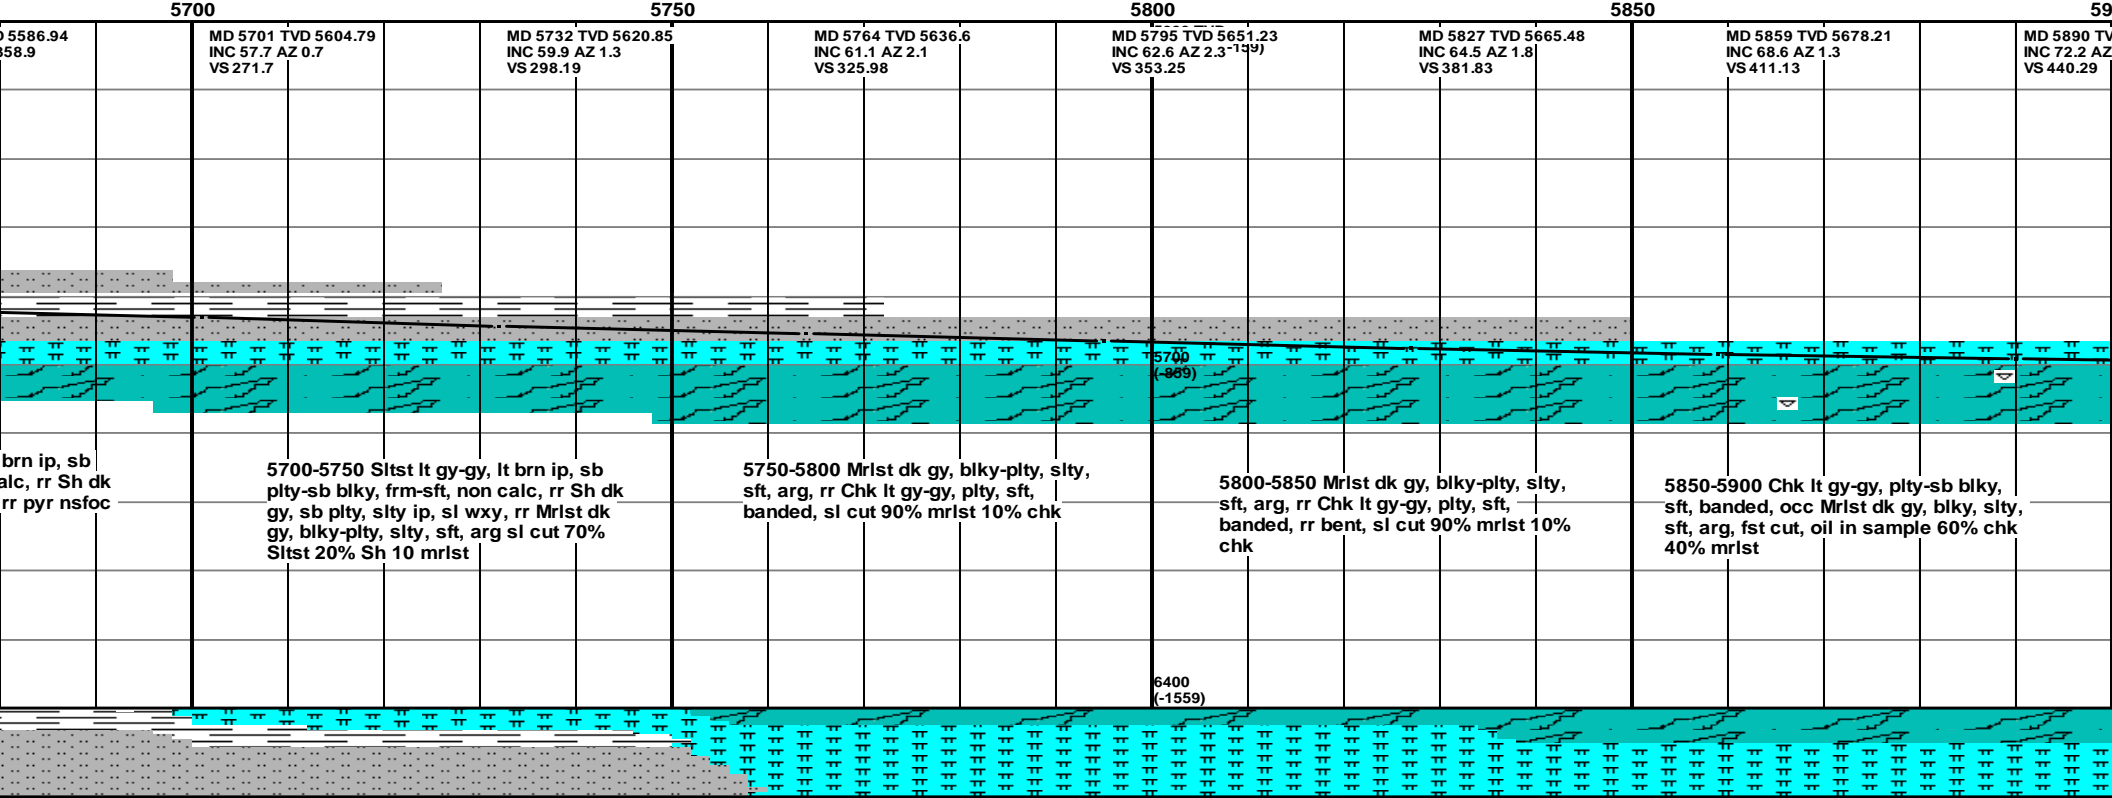 5700 5750 5800 5850 59
5586.94
358.9
MD 5701 TVD 5604.79
INC 57.7 AZ 0.7
VS 271.7
MD 5732 TVD 5620.85
INC 59.9 AZ 1.3
VS 298.19
MD 5764 TVD 5636.6
INC 61.1 AZ 2.1
VS 325.98
MD 5795 TVD 5651.23
INC 62.6 AZ 2.3
VS 353.25
-159)
MD 5827 TVD 5665.48
INC 64.5 AZ 1.8
VS 381.83
MD 5859 TVD 5678.21
INC 68.6 AZ 1.3
VS 411.13
MD 5890 TV
INC 72.2 AZ
VS 440.29
5700
(-859)
brn ip, sb
alc, rr Sh dk
rr pyr nsfoc
5700-5750 Sltst lt gy-gy, lt brn ip, sb
plty-sb blky, frm-sft, non calc, rr Sh dk
gy, sb plty, slty ip, sl wxy, rr Mrlst dk
gy, blky-plty, slty, sft, arg sl cut 70%
Sltst 20% Sh 10 mrlst
5750-5800 Mrlst dk gy, blky-plty, slty,
sft, arg, rr Chk lt gy-gy, plty, sft,
banded, sl cut 90% mrlst 10% chk
5800-5850 Mrlst dk gy, blky-plty, slty,
sft, arg, rr Chk lt gy-gy, plty, sft,
banded, rr bent, sl cut 90% mrlst 10%
chk
5850-5900 Chk lt gy-gy, plty-sb blky,
sft, banded, occ Mrlst dk gy, blky, slty,
sft, arg, fst cut, oil in sample 60% chk
40% mrlst
6400
(-1559)